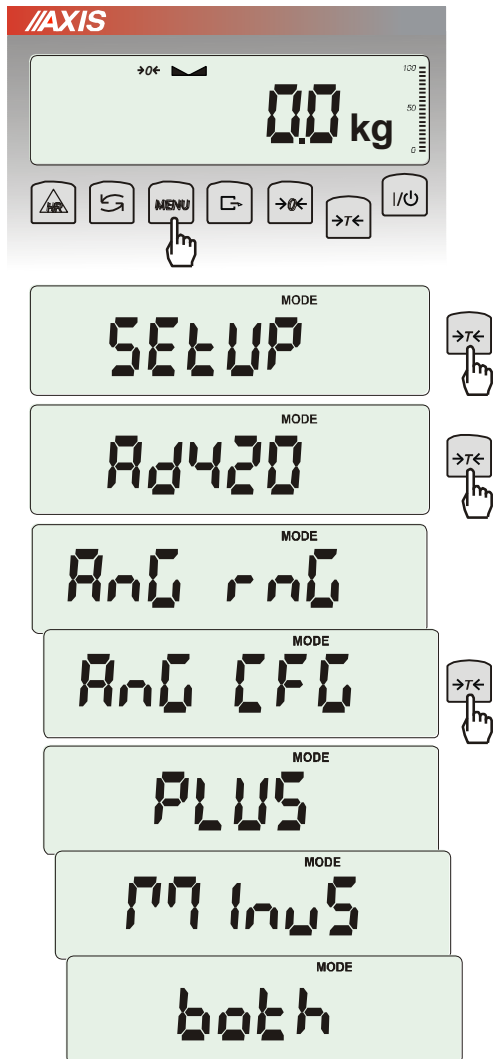 AXIS
→0← 100
50
0.0 kg
0
HR MENU →0← →T← I/⏻
MODE
SEtUP
→T←
MODE
Ad420
→T←
MODE
AnG rnG
MODE
AnG CFG
→T←
MODE
PLUS
MODE
MInuS
MODE
both